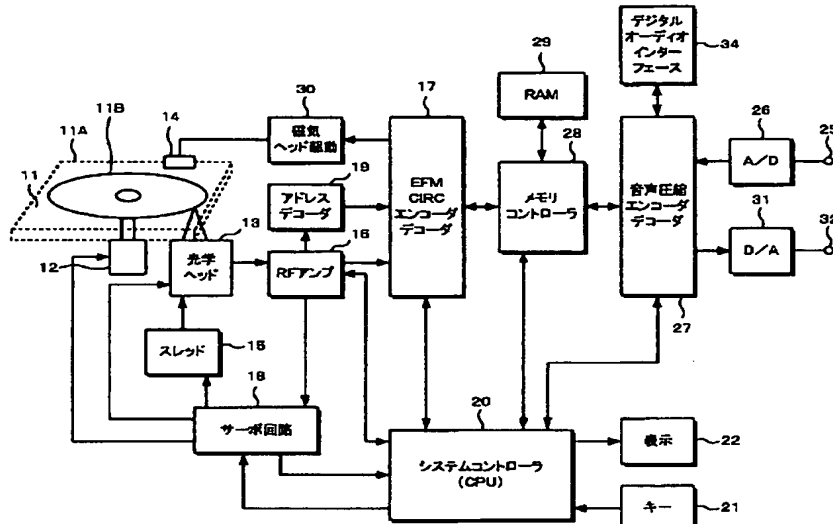 11A
11B
14
11
12
13
光学
ヘッド
15
スレッド
18
サーボ回路
30
磁気
ヘッド駆動
19
アドレス
デコーダ
16
RFアンプ
17
EFM
CIRC
エンコーダ
デコーダ
29
RAM
28
メモリ
コントローラ
デジタル
オーディオ
インター
フェース
34
音声圧縮
エンコーダ
デコーダ
27
26
A/D
25
31
D/A
32
20
システムコントローラ
(CPU)
表示
22
キー
21